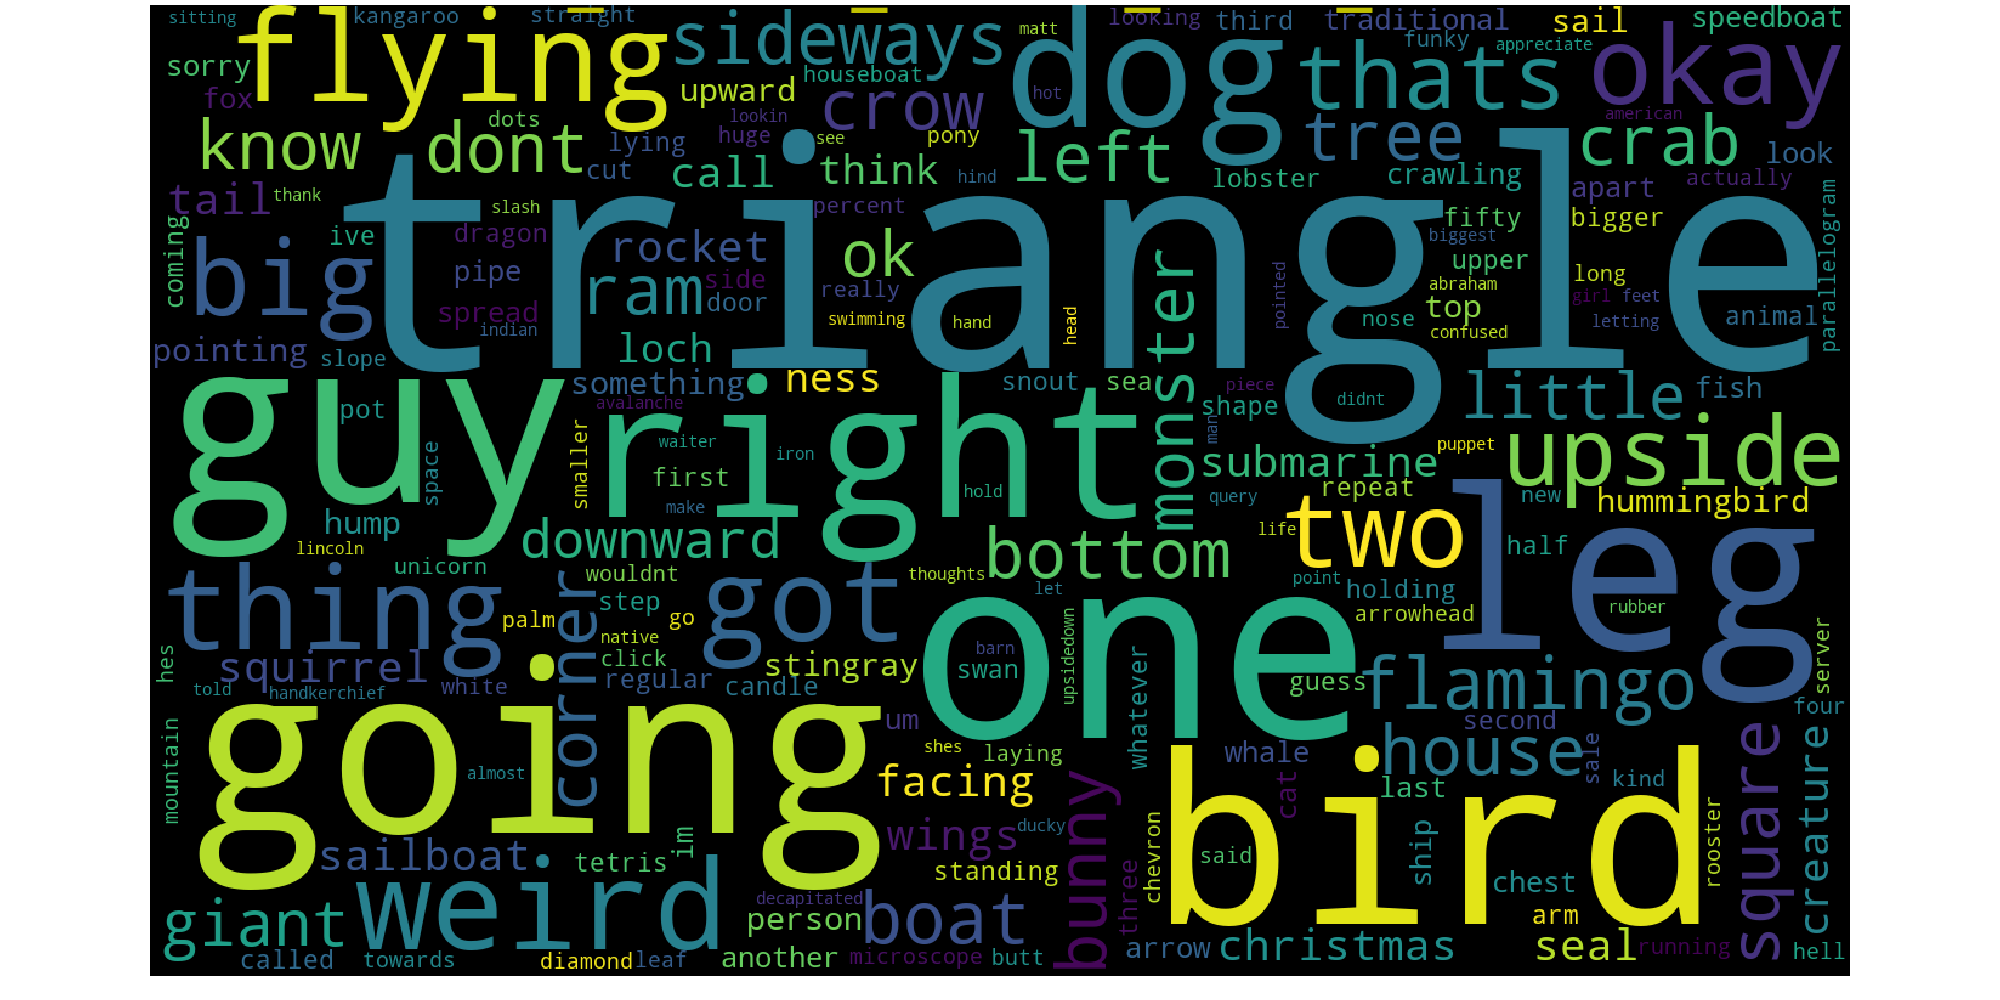 sitting kangaroo straight looking third traditional sail speedboat
flying sideways matt dog funky appreciate okay
sorry houseboat thats
fox upward crow hot american
know dots dont lookin huge see pony left tree crab look
lying cut call think hind lobster crawling apart actually
tail thank slash percent fifty bigger parallelogram
triangle
coming ive dragon rocket ok biggest upper
big pipe ram side door really monster pointed abraham long girl feet
spread indian swimming hand head nose top confused letting animal
pointing slope loch
something ness snout sea piece little fish
guy pot avalanche right shape didnt
space smaller waiter first iron man submarine puppet upside
make hold query repeat new hummingbird
hump lincoln downward bottom life two half leg
unicorn wouldnt thoughts point holding
thing corner step got let arrowhead rubber
palm native go one
hes squirrel click stingray barn swan upsidedown flamingo server
told handkerchief white regular candle guess
mountain going um whatever second four
almost shes laying whale house sale square creature
facing last kind
im wings ducky bunny cat bird rooster
sailboat tetris chevron said ship
weird standing three chest
giant decapitated person boat arm
called towards diamond leaf another microscope butt arrow christmas seal running hell